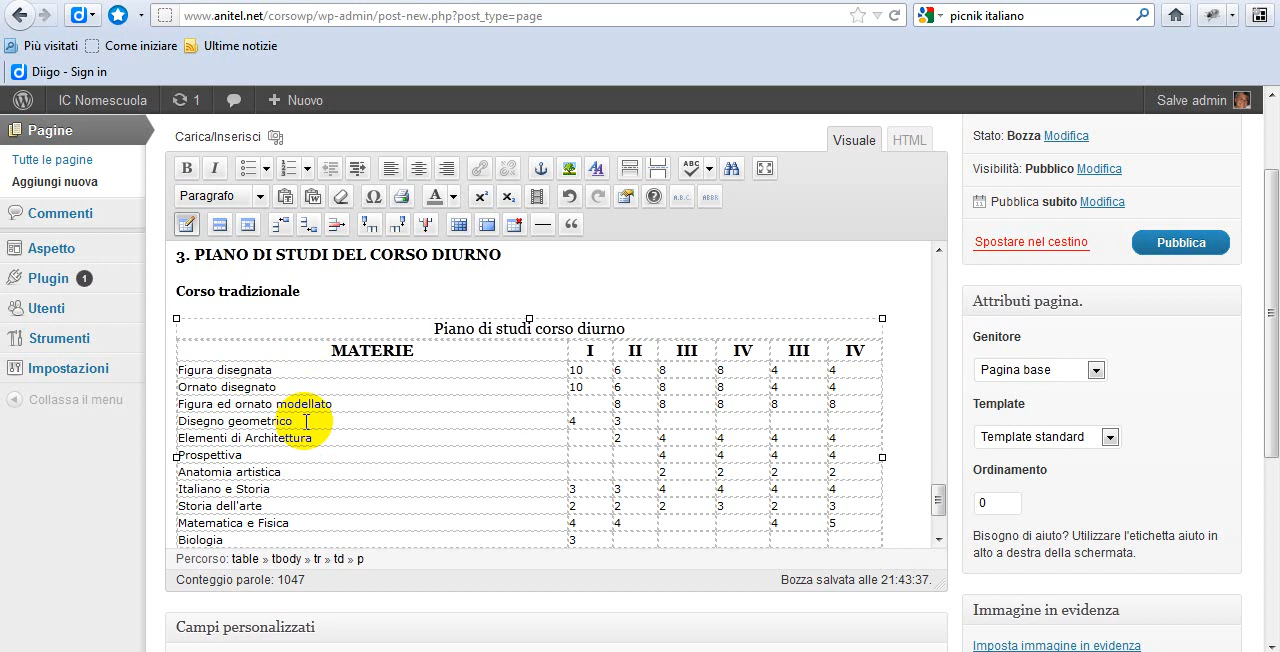 www.anitel.net/corsowp/wp-admin/post-new.php?post_type=page
picnik italiano
Più visitati
Come iniziare
Ultime notizie
Diigo - Sign in
IC Nomescuola
1
Nuovo
Salve admin
Pagine
Tutte le pagine
Aggiungi nuova
Commenti
Aspetto
Plugin 1
Utenti
Strumenti
Impostazioni
Collassa il menu
Carica/Inserisci
Visuale
HTML
B I
ABC
Paragrafo
A
A.B.C.
ABBR
3. PIANO DI STUDI DEL CORSO DIURNO
Corso tradizionale
Piano di studi corso diurno
MATERIE I II III IV III IV
Figura disegnata 10 6 8 8 4 4
Ornato disegnato 10 6 8 8 4 4
Figura ed ornato modellato 8 8 8 8 8
Disegno geometrico 4 3
Elementi di Architettura 2 4 4 4 4
Prospettiva 4 4 4 4
Anatomia artistica 2 2 2 2
Italiano e Storia 3 3 4 4 4 4
Storia dell'arte 2 2 2 3 2 3
Matematica e Fisica 4 4 4 5
Biologia 3
Percorso: table » tbody » tr » td » p
Conteggio parole: 1047
Bozza salvata alle 21:43:37.
Campi personalizzati
Stato: Bozza Modifica
Visibilità: Pubblico Modifica
Pubblica subito Modifica
Spostare nel cestino
Pubblica
Attributi pagina.
Genitore
Pagina base
Template
Template standard
Ordinamento
0
Bisogno di aiuto? Utilizzare l'etichetta aiuto in
alto a destra della schermata.
Immagine in evidenza
Imposta immagine in evidenza